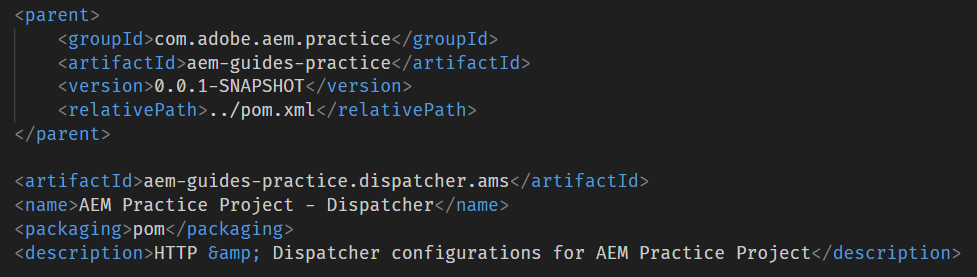 <parent>
<groupId>com.adobe.aem.practice</groupId>
<artifactId>aem-guides-practice</artifactId>
<version>0.0.1-SNAPSHOT</version>
<relativePath>../pom.xml</relativePath>
</parent>
<artifactId>aem-guides-practice.dispatcher.ams</artifactId>
<name>AEM Practice Project - Dispatcher</name>
<packaging>pom</packaging>
<description>HTTP &amp; Dispatcher configurations for AEM Practice Project</description>